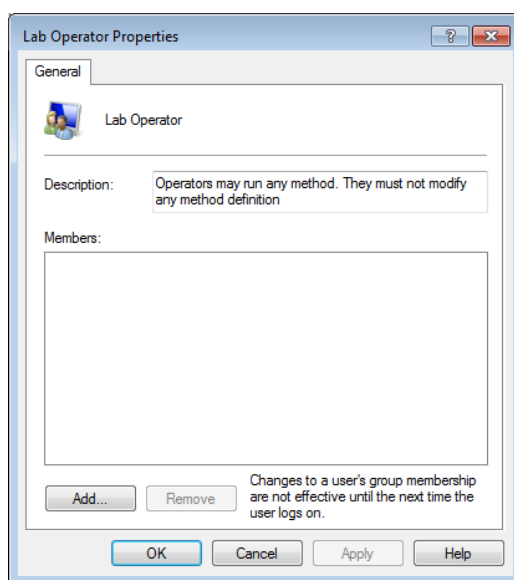 Lab Operator Properties
General
Lab Operator
Description:
Operators may run any method. They must not modify
any method definition
Members:
Add...
Remove
Changes to a user's group membership
are not effective until the next time the
user logs on.
OK
Cancel
Apply
Help